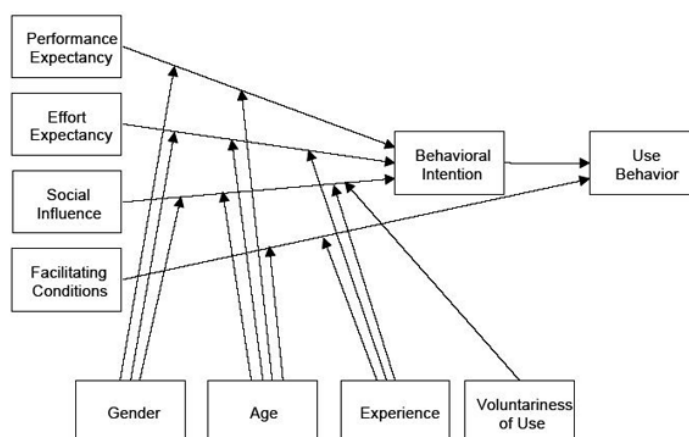 Performance
Expectancy
Effort
Expectancy
Social
Influence
Facilitating
Conditions
Behavioral
Intention
Use
Behavior
Gender
Age
Experience
Voluntariness
of Use